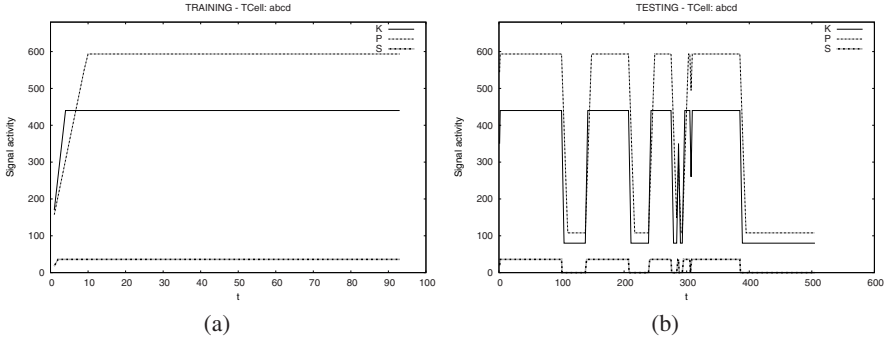 TRAINING - TCell: abcd
K
P
S
600
500
400
300
200
100
0
Signal activity
0 10 20 30 40 50 60 70 80 90 100
t
(a)
TESTING - TCell: abcd
K
P
S
600
500
400
300
200
100
0
Signal activity
0 100 200 300 400 500 600
t
(b)